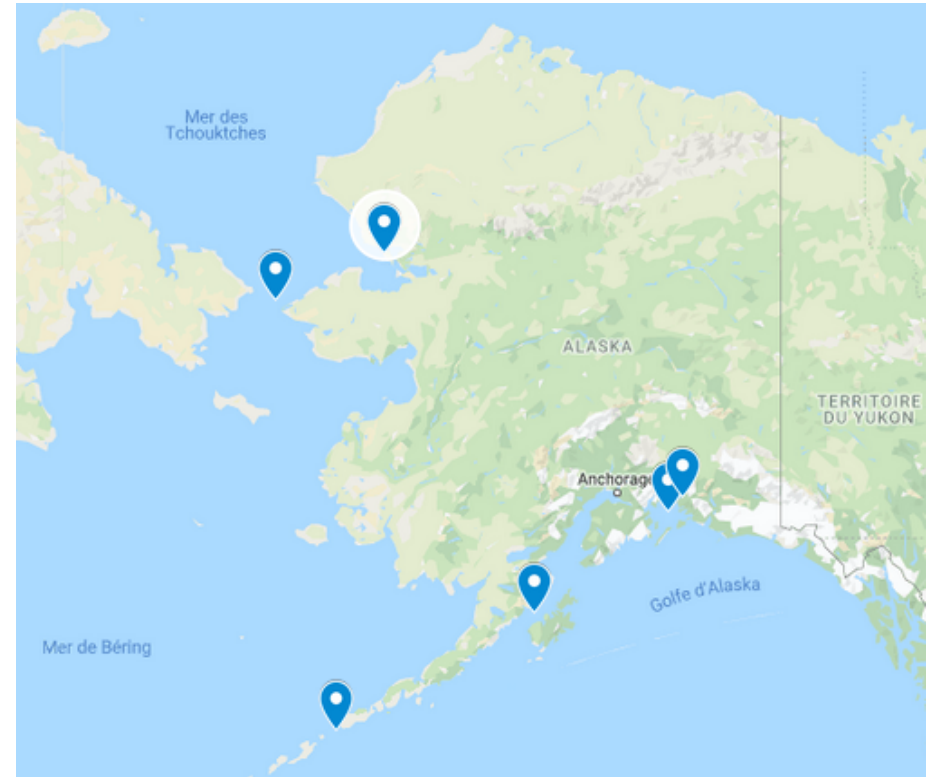 Mer des
Tchouktches
ALASKA
TERRITOIRE
DU YUKON
Anchorage
Golfe d'Alaska
Mer de Béring